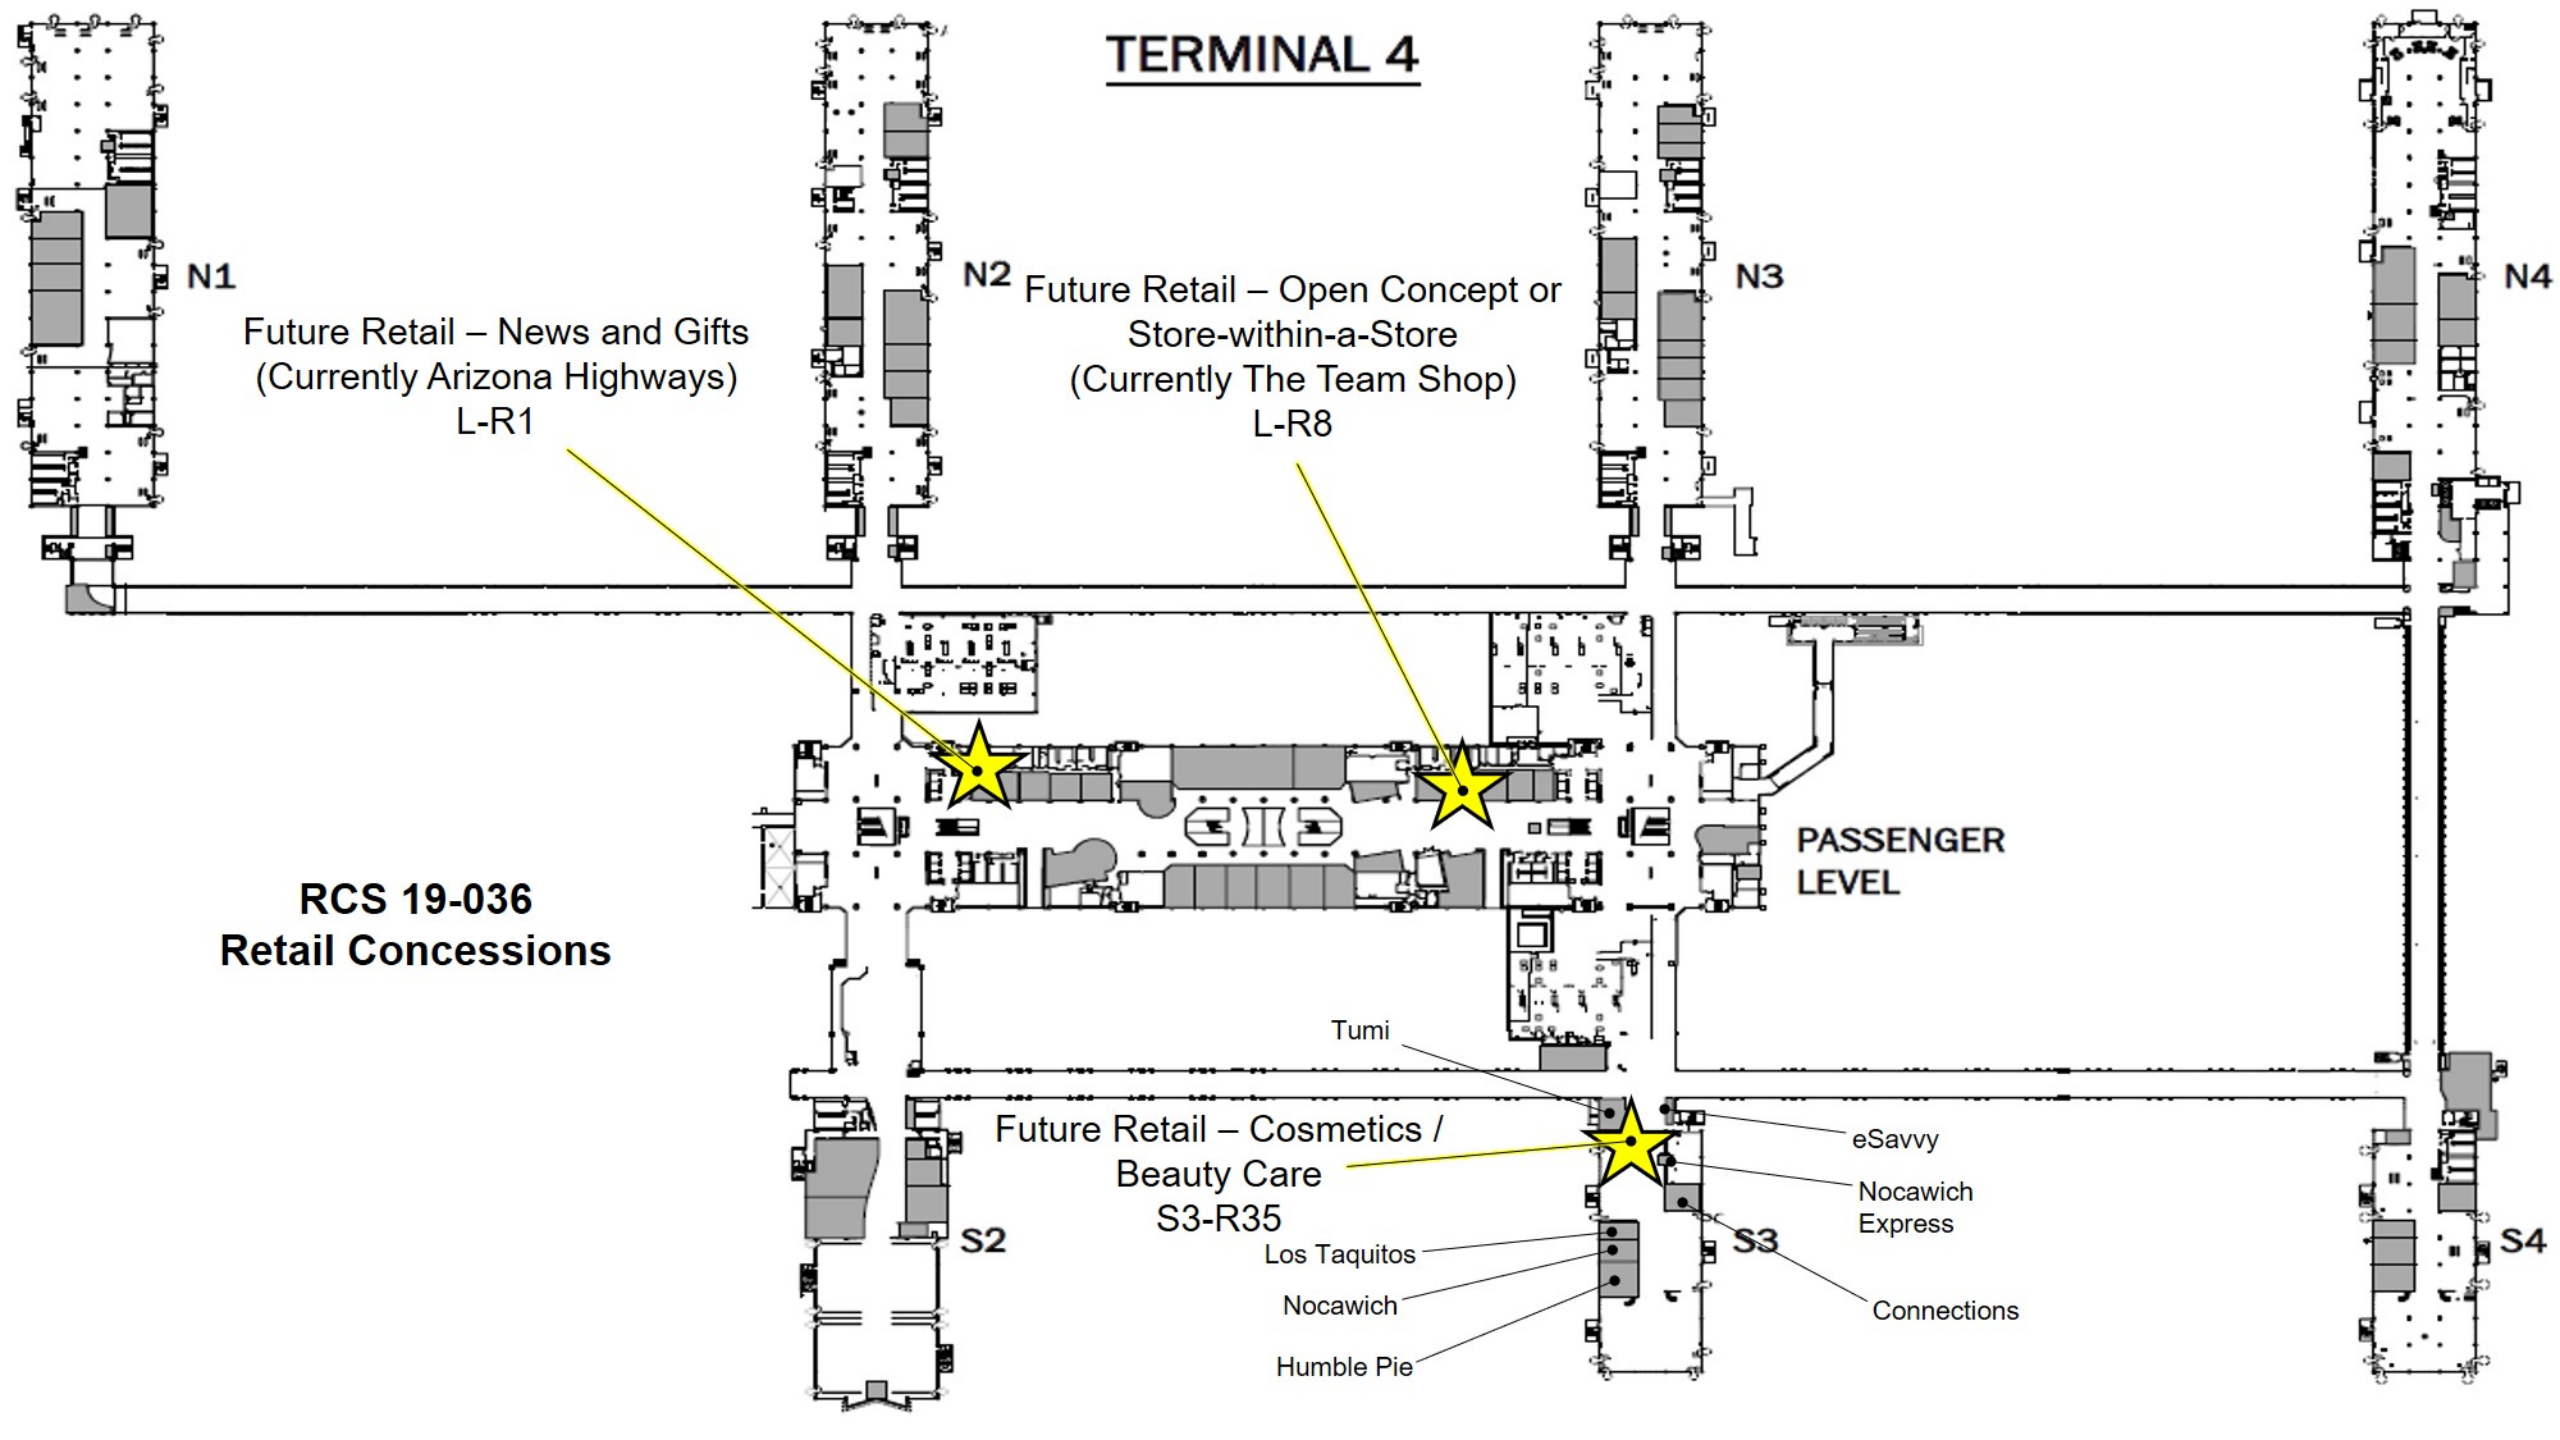 TERMINAL 4
N1
N2
N3
N4
Future Retail – News and Gifts
(Currently Arizona Highways)
L-R1
Future Retail – Open Concept or
Store-within-a-Store
(Currently The Team Shop)
L-R8
PASSENGER
LEVEL
RCS 19-036
Retail Concessions
Tumi
Future Retail – Cosmetics /
Beauty Care
S3-R35
eSavvy
Nocawich
Express
S2
S3
S4
Los Taquitos
Nocawich
Connections
Humble Pie